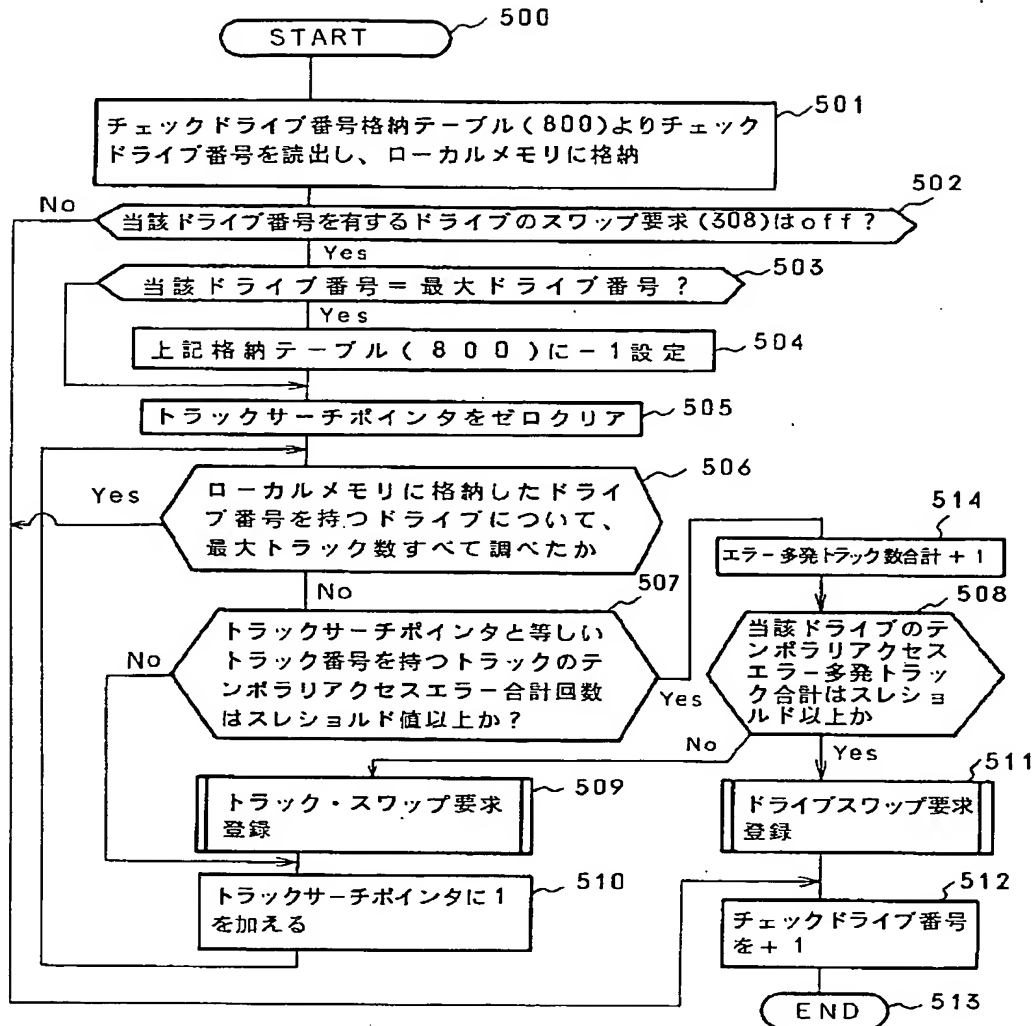 START
500
チェックドライブ番号格納テーブル(800)よりチェック
ドライブ番号を読出し、ローカルメモリに格納
501
No
当該ドライブ番号を有するドライブのスワップ要求(308)はoff?
502
Yes
当該ドライブ番号=最大ドライブ番号?
503
Yes
上記格納テーブル(800)に-1設定
504
トラックサーチポインタをゼロクリア
505
Yes
ローカルメモリに格納したドライ
ブ番号を持つドライブについて、
最大トラック数すべて調べたか
506
No
No
トラックサーチポインタと等しい
トラック番号を持つトラックのテ
ンポラリアクセスエラー合計回数
はスレショルド値以上か?
507
Yes
エラー多発トラック数合計+1
514
当該ドライブのテ
ンポラリアクセス
エラー多発トラッ
ク合計はスレショ
ルド以上か
508
No
Yes
トラック・スワップ要求
登録
509
ドライブスワップ要求
登録
511
トラックサーチポインタに1
を加える
510
チェックドライブ番号
を+1
512
END
513